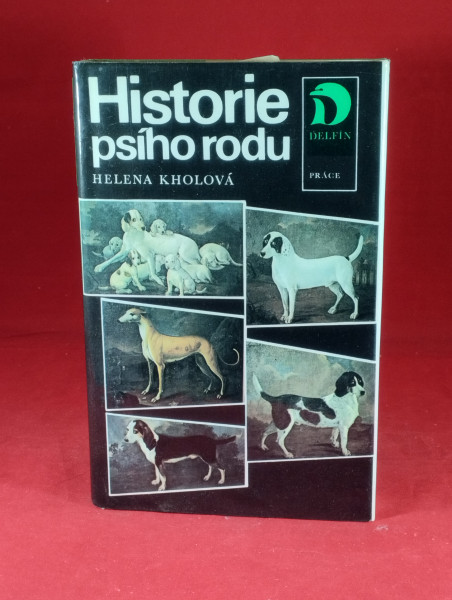 Historie
psího rodu
HELENA KHOLOVÁ
DELFÍN
PRÁCE